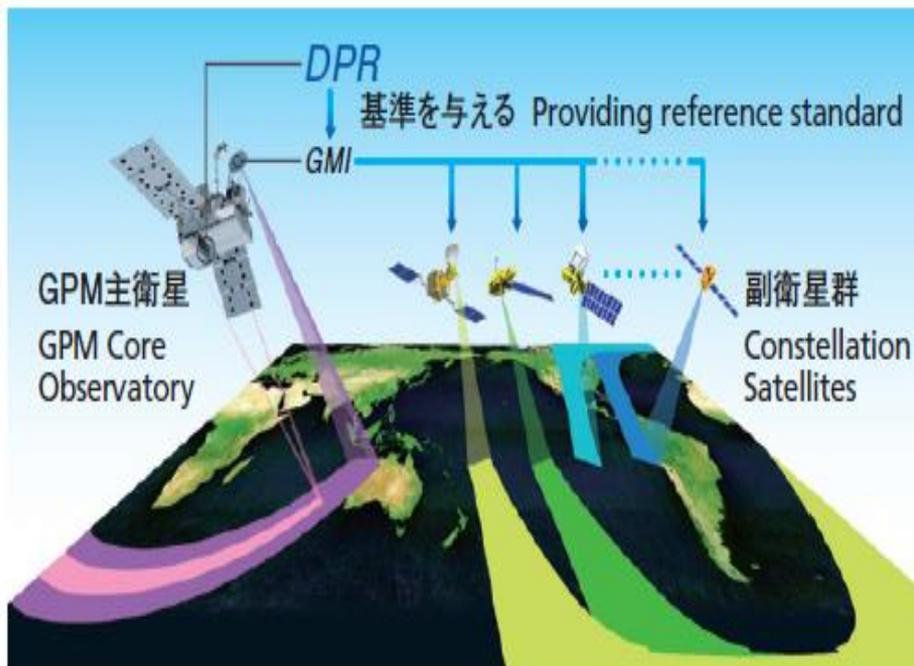 DPR
基準を与える Providing reference standard
GMI
GPM主衛星
GPM Core
Observatory
副衛星群
Constellation
Satellites